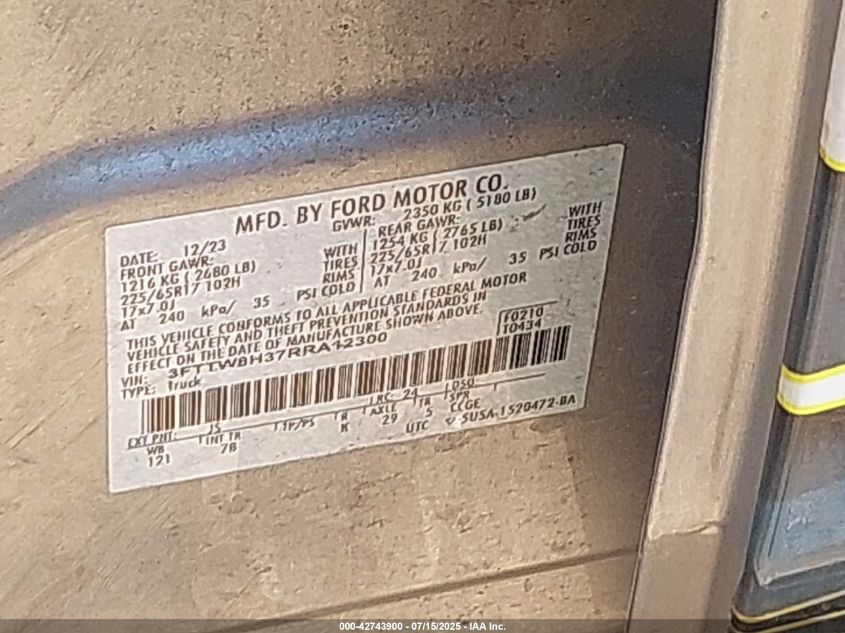 MFD. BY FORD MOTOR CO.
DATE: 12/23
GVWR: 2350 KG ( 5180 LB)
FRONT GAWR:
1216 KG ( 2680 LB)
WITH
225/65R17 102H
TIRES
17x7.0J
RIMS
AT 240 kPa/ 35 PSI COLD
REAR GAWR:
1254 KG ( 2765 LB)
WITH
225/65R17 102H
TIRES
17x7.0J
RIMS
AT 240 kPa/ 35 PSI COLD
THIS VEHICLE CONFORMS TO ALL APPLICABLE FEDERAL MOTOR
VEHICLE SAFETY AND THEFT PREVENTION STANDARDS IN
EFFECT ON THE DATE OF MANUFACTURE SHOWN ABOVE.
F0210
T0434
VIN: 3FTTW8H37RRA12300
TYPE: Truck
EXT PNT: JS RC: 24 DSO:
WB INT TR TP/PS R AXLE TR SPR
121 7B K 29 5 CCGE
UTC 5USA-1520472-BA
000-42743900 - 07/15/2025 - IAA Inc.